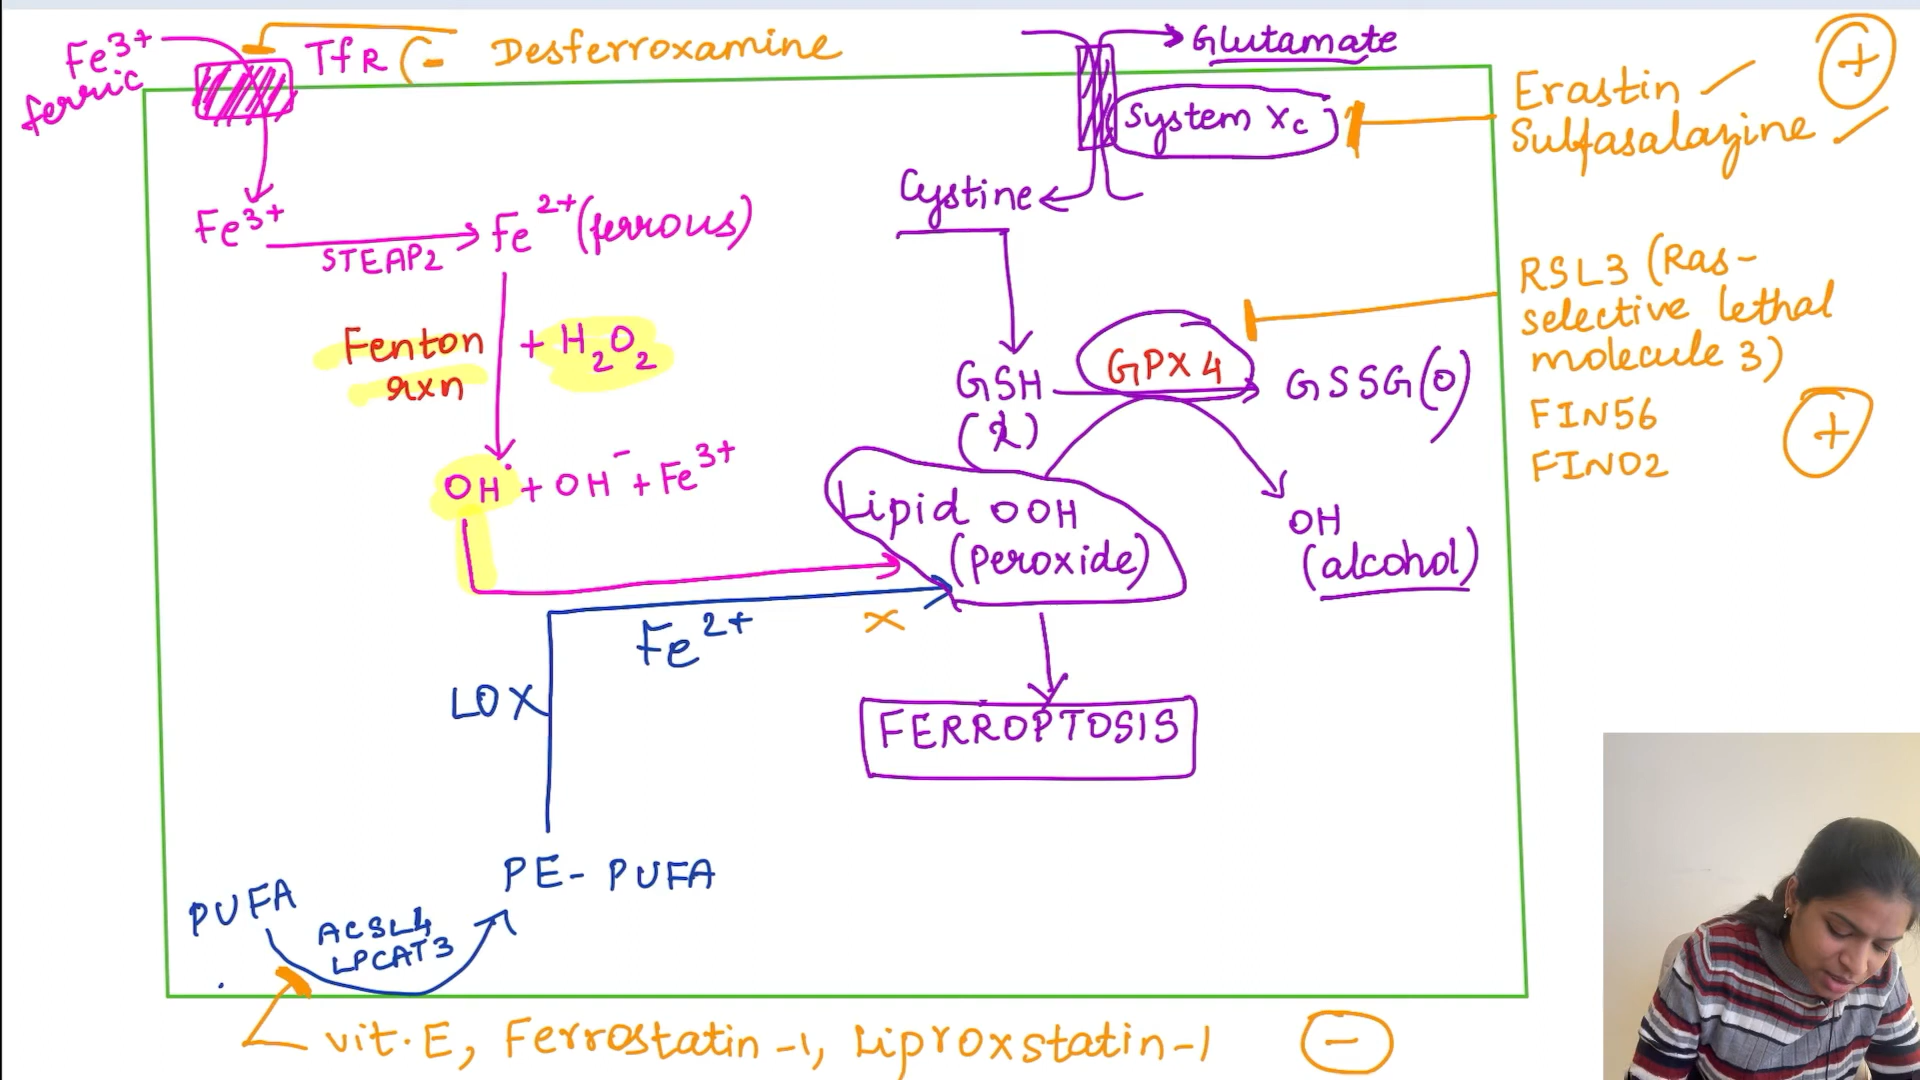 Fe3+
ferric
TfR (-
Desferroxamine
Glutamate
System Xc
Erastin
Sulfasalazine
+
Cystine
Fe3+
STEAP2
Fe2+ (ferrous)
Fenton
rxn
+ H2O2
RSL3 (Ras-
selective lethal
molecule 3)
FIN56
FINO2
+
GSH
GPX4
GSSG(O)
OH• + OH- + Fe3+
Lipid OOH
(Peroxide)
OH
(alcohol)
Fe2+
x
LOX
FERROPTOSIS
PUFA
ACSL4
LPCAT3
PE- PUFA
vit.E, Ferrostatin-1, Liproxstatin-1
-